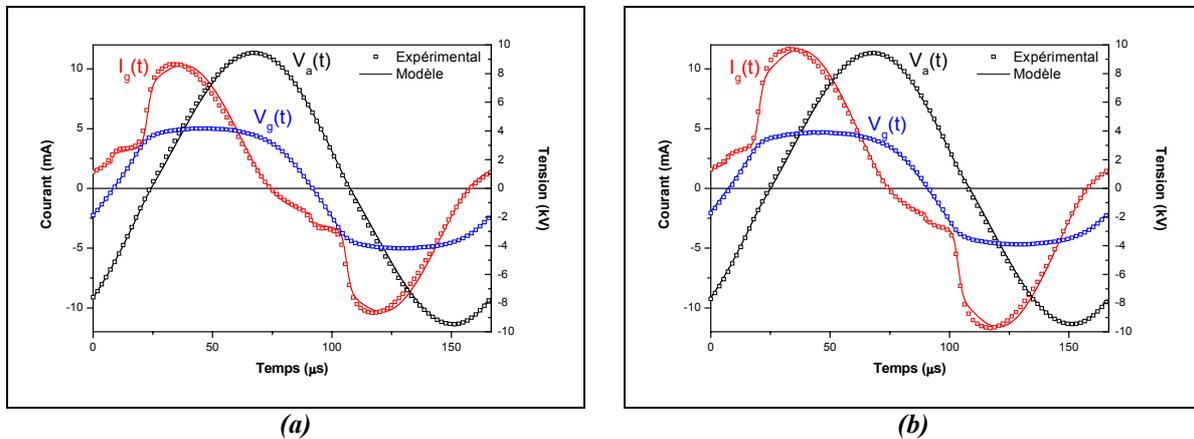 I_g(t)
V_a(t)
V_g(t)
Expérimental
Modèle
10
5
0
-5
-10
Courant (mA)
10
8
6
4
2
0
-2
-4
-6
-8
-10
Tension (kV)
0
50
100
150
Temps (μs)
(a)
I_g(t)
V_a(t)
V_g(t)
Expérimental
Modèle
10
5
0
-5
-10
Courant (mA)
10
8
6
4
2
0
-2
-4
-6
-8
-10
Tension (kV)
0
50
100
150
Temps (μs)
(b)